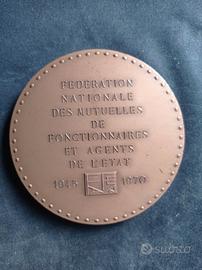 FEDERATION
NATIONALE
DES MUTUELLES
DE
FONCTIONNAIRES
ET AGENTS
DE L'ETAT
1945 1970
subito